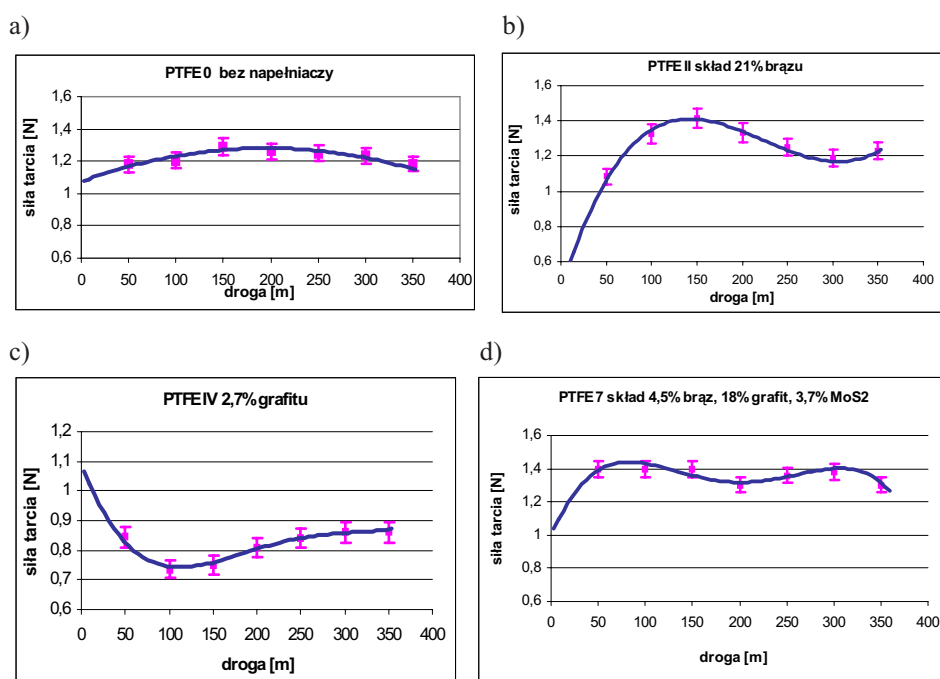 a)
PTFE 0 bez napełniaczy
siła tarcia [N]
1,6
1,4
1,2
1
0,8
0,6
0 50 100 150 200 250 300 350 400
droga [m]
b)
PTFE II skład 21% brązu
siła tarcia [N]
1,6
1,4
1,2
1
0,8
0,6
0 50 100 150 200 250 300 350 400
droga [m]
c)
PTFE IV 2,7% grafitu
siła tarcia [N]
1,2
1,1
1
0,9
0,8
0,7
0,6
0 50 100 150 200 250 300 350 400
droga [m]
d)
PTFE 7 skład 4,5% brąz, 18% grafit, 3,7% MoS2
siła tarcia [N]
1,6
1,4
1,2
1
0,8
0,6
0 50 100 150 200 250 300 350 400
droga [m]